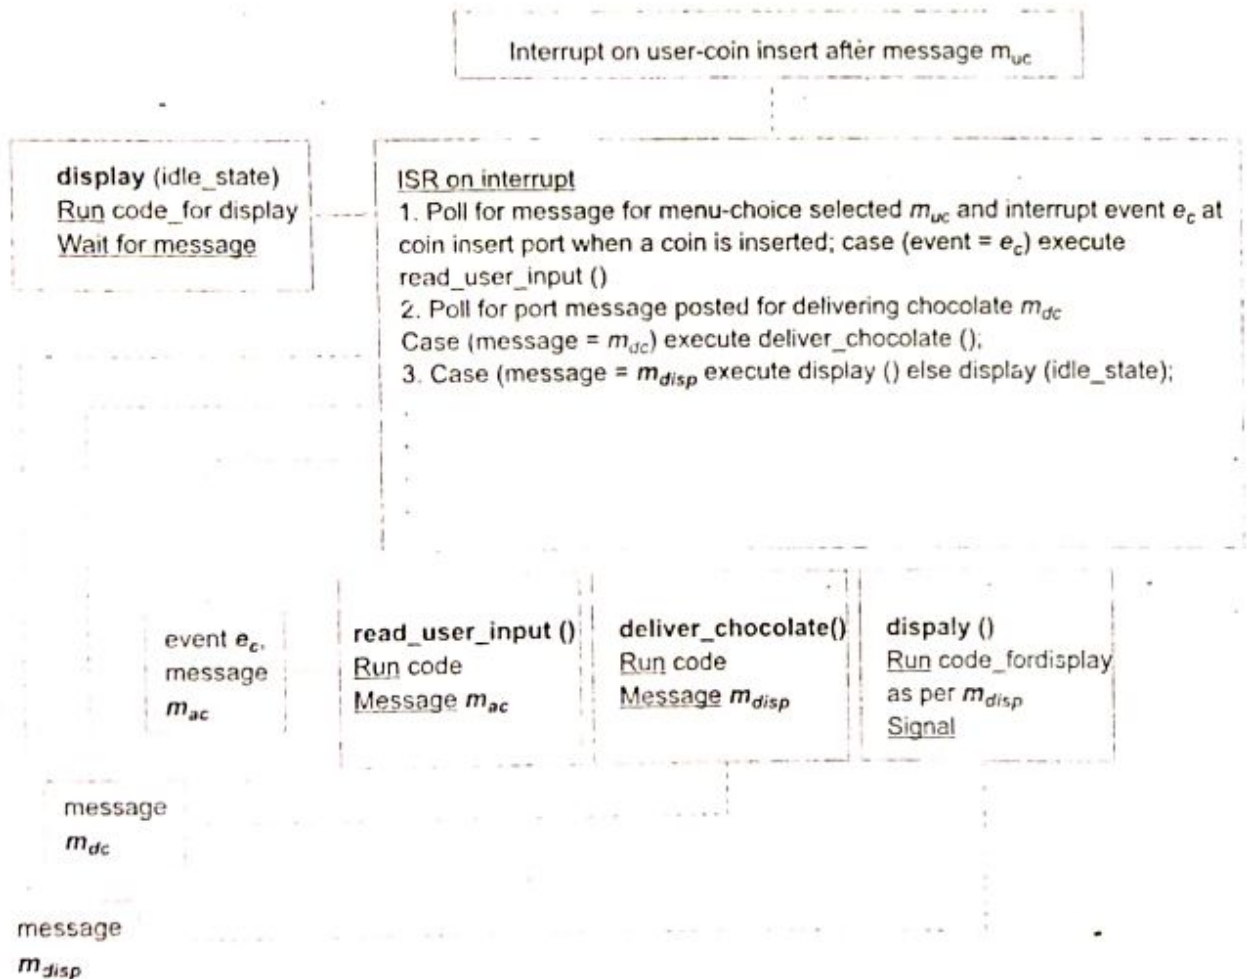 Interrupt on user-coin insert after message m_uc
display (idle_state)
Run code_for display
Wait for message
ISR on interrupt
1. Poll for message for menu-choice selected m_uc and interrupt event e_c at
coin insert port when a coin is inserted; case (event = e_c) execute
read_user_input ()
2. Poll for port message posted for delivering chocolate m_dc
Case (message = m_dc) execute deliver_chocolate ();
3. Case (message = m_disp execute display () else display (idle_state);
.
.
.
.
event e_c,
message
m_ac
read_user_input ()
Run code
Message m_ac
deliver_chocolate()
Run code
Message m_disp
dispaly ()
Run code_fordisplay
as per m_disp
Signal
message
m_dc
message
m_disp